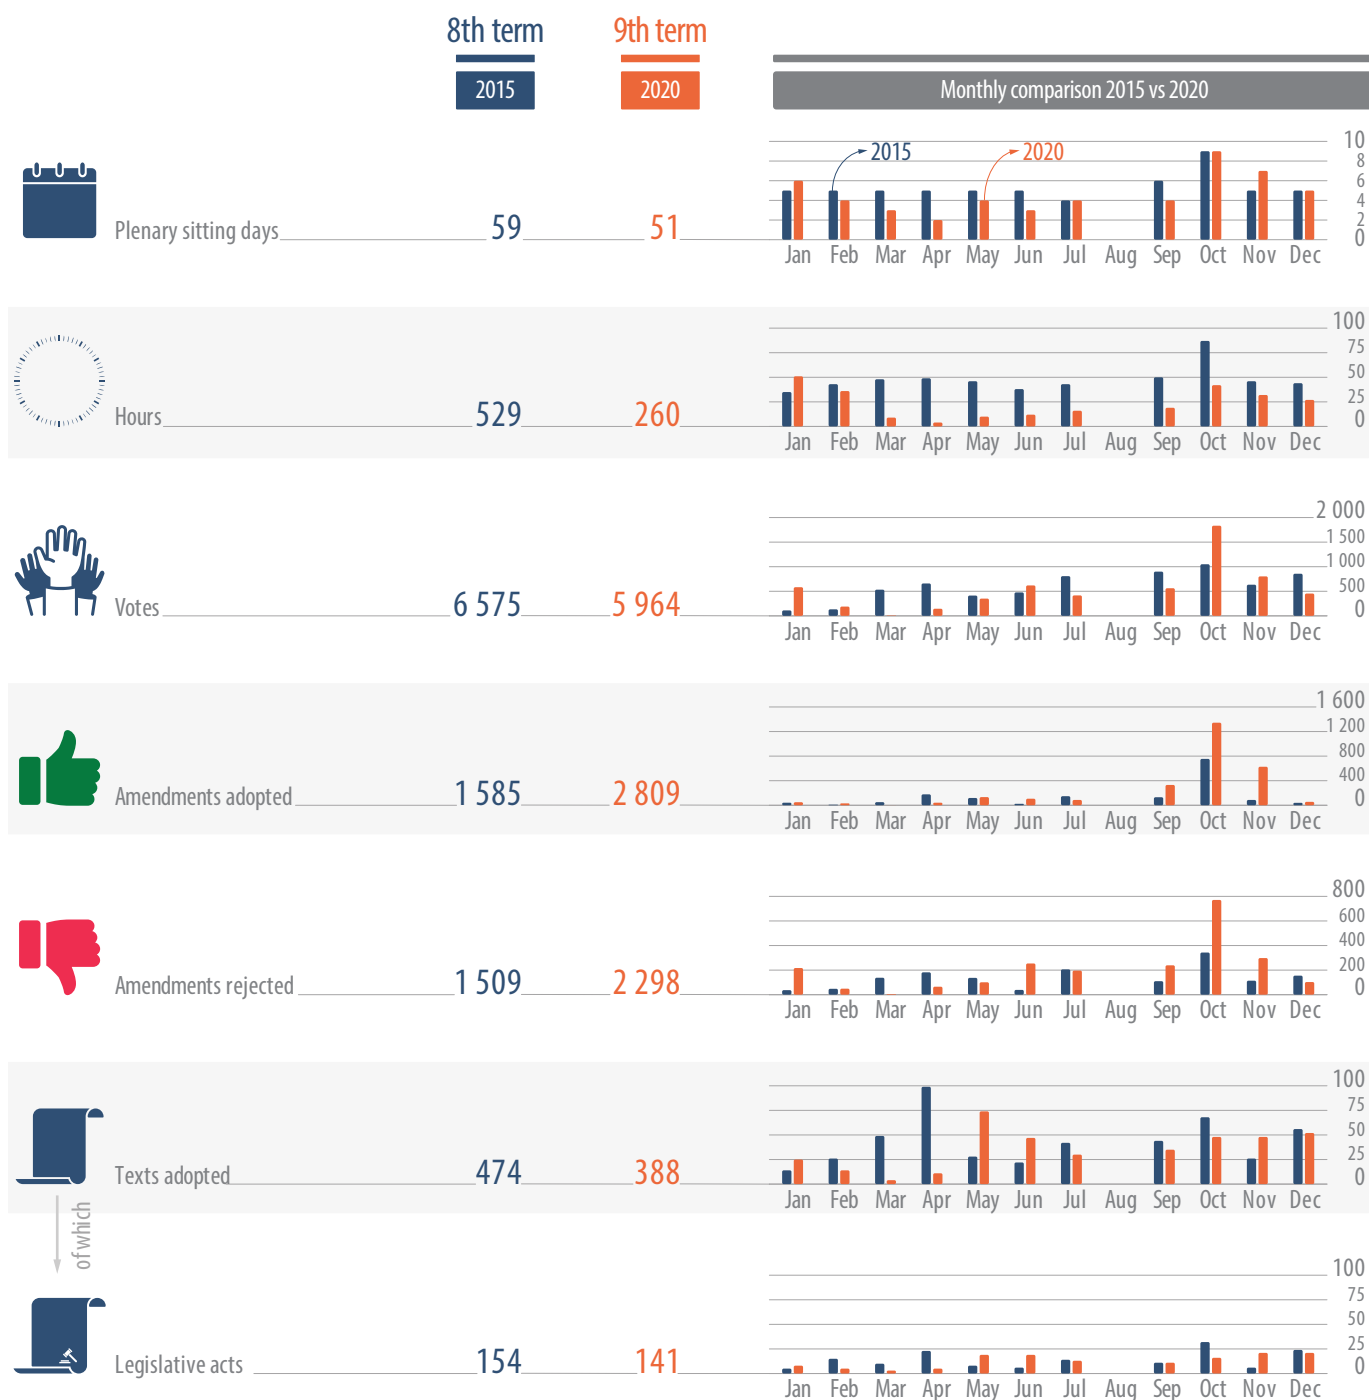 8th term 9th term
2015 2020 Monthly comparison 2015 vs 2020
2015 2020
10
8
6
4
2
0
Plenary sitting days 59 51
Jan Feb Mar Apr May Jun Jul Aug Sep Oct Nov Dec
100
75
50
25
0
Hours 529 260
Jan Feb Mar Apr May Jun Jul Aug Sep Oct Nov Dec
2 000
1 500
1 000
500
0
Votes 6 575 5 964
Jan Feb Mar Apr May Jun Jul Aug Sep Oct Nov Dec
1 600
1 200
800
400
0
Amendments adopted 1 585 2 809
Jan Feb Mar Apr May Jun Jul Aug Sep Oct Nov Dec
800
600
400
200
0
Amendments rejected 1 509 2 298
Jan Feb Mar Apr May Jun Jul Aug Sep Oct Nov Dec
100
75
50
25
0
Texts adopted 474 388
Jan Feb Mar Apr May Jun Jul Aug Sep Oct Nov Dec
of which
100
75
50
25
0
Legislative acts 154 141
Jan Feb Mar Apr May Jun Jul Aug Sep Oct Nov Dec